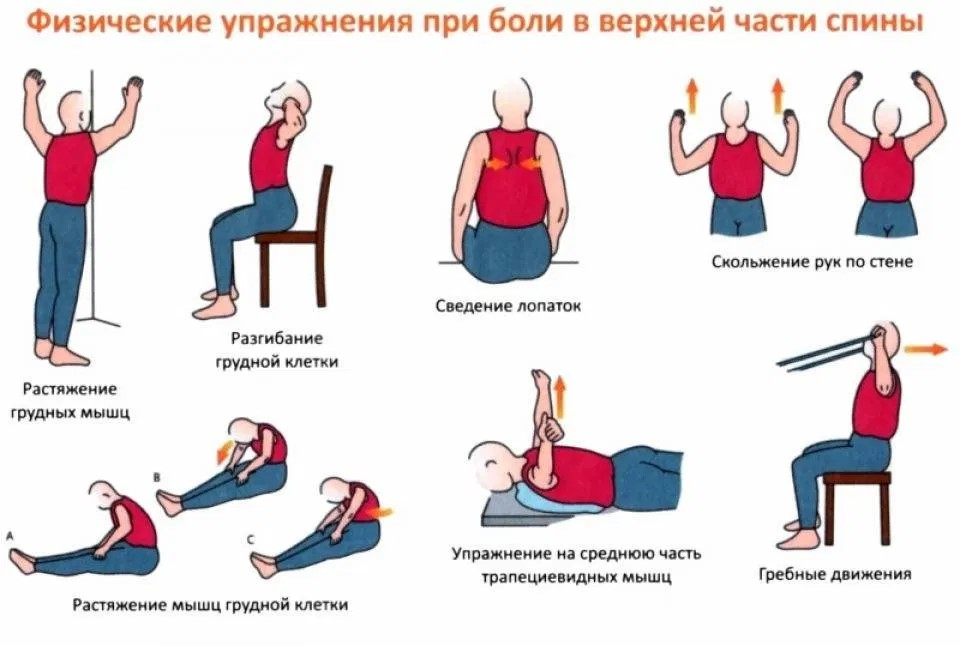 Физические упражнения при боли в верхней части спины
Растяжение
грудных мышц
Разгибание
грудной клетки
Сведение лопаток
Скольжение рук по стене
A
B
C
Растяжение мышц грудной клетки
Упражнение на среднюю часть
трапециевидных мышц
Гребные движения